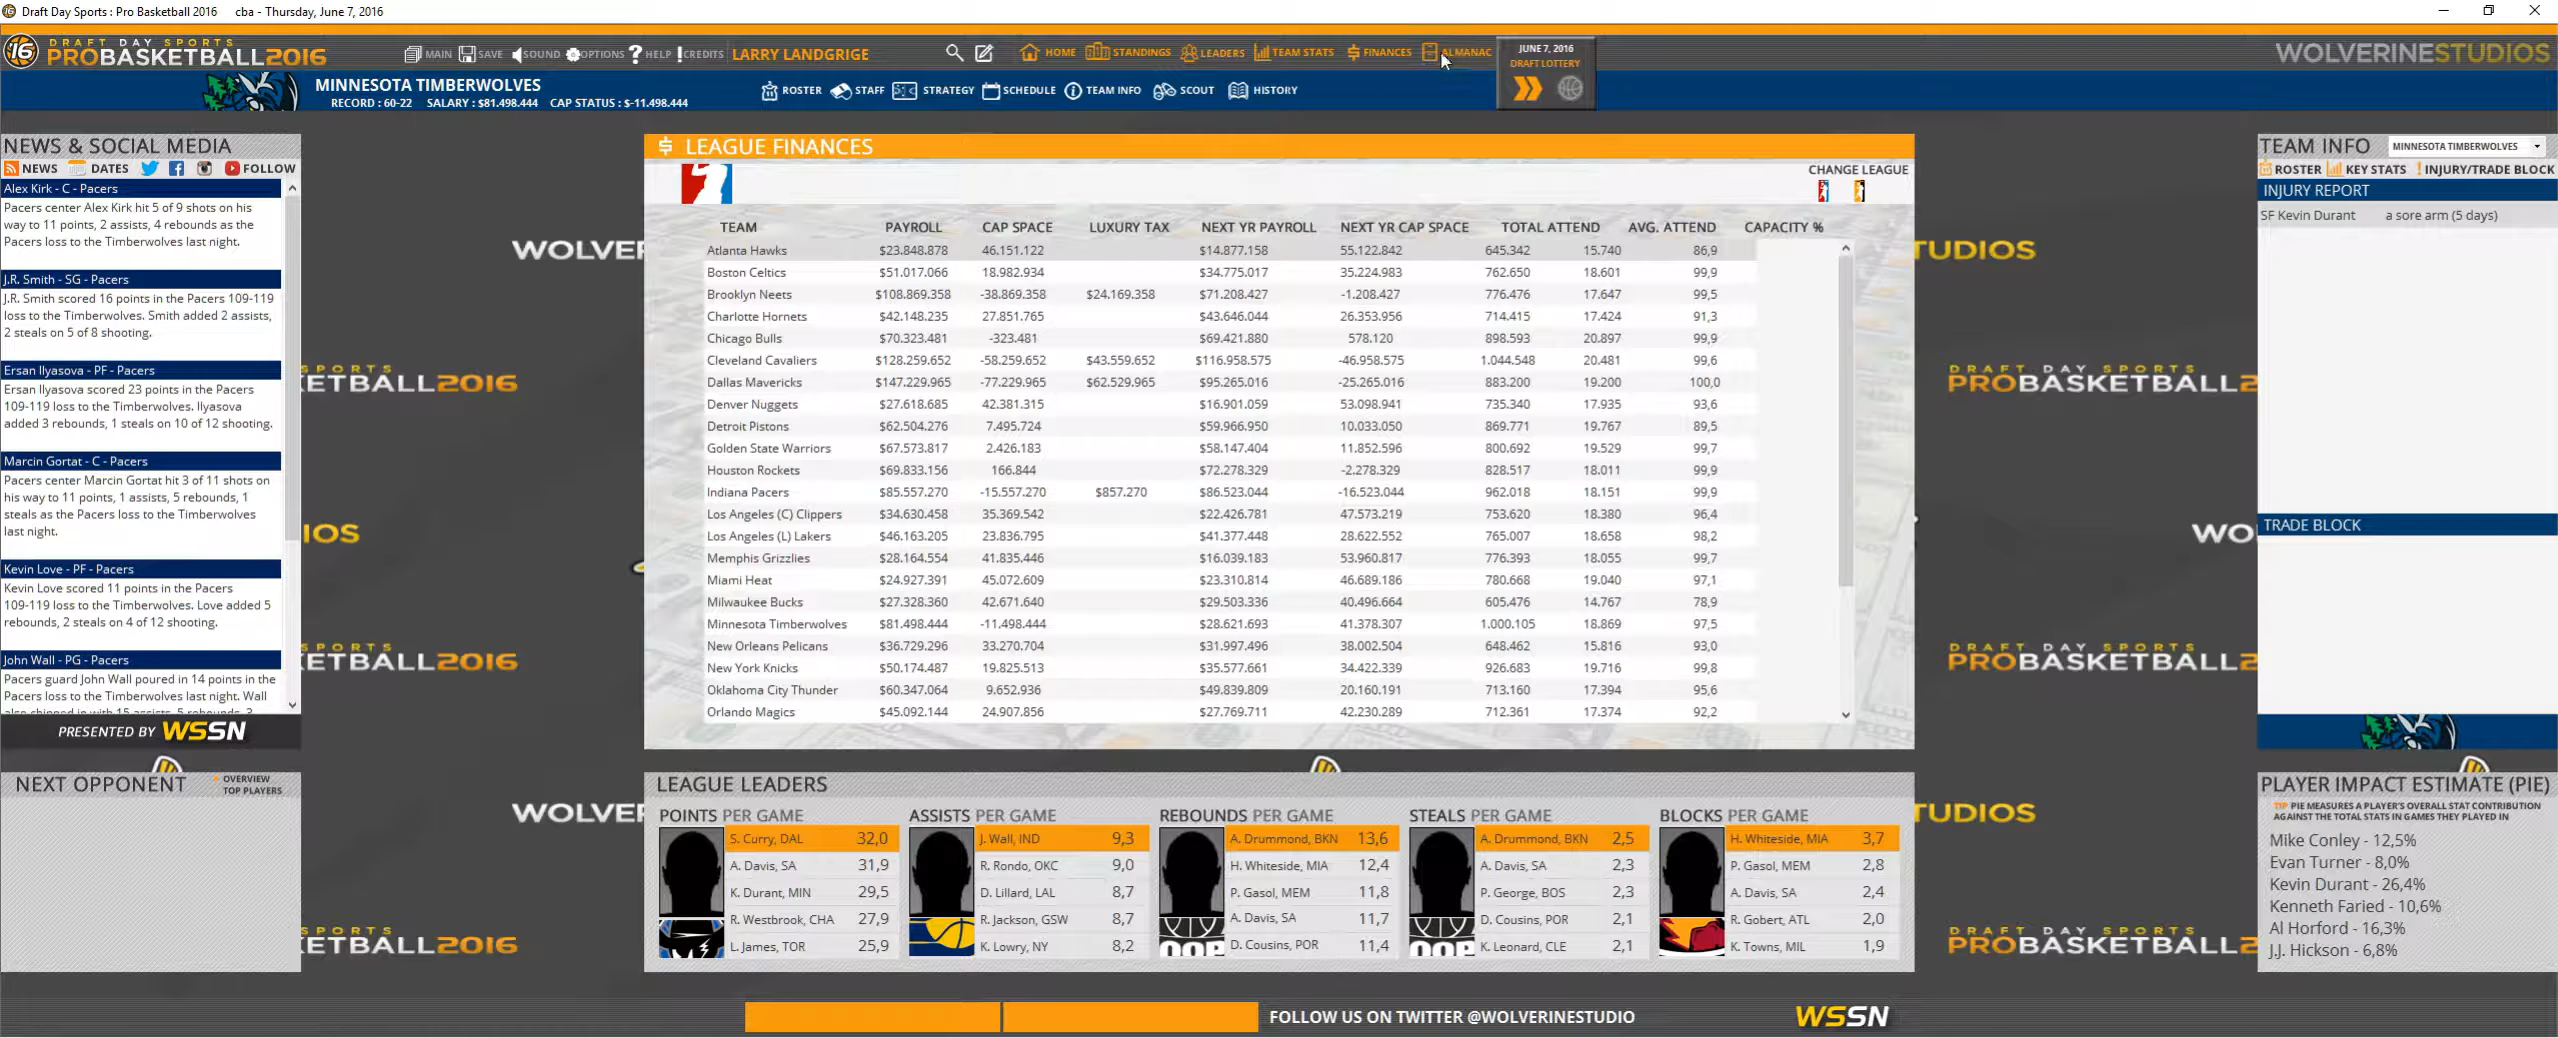 Draft Day Sports : Pro Basketball 2016 cba - Thursday, June 7, 2016
DRAFT DAY SPORTS
PROBASKETBALL2016
MAIN SAVE SOUND OPTIONS HELP CREDITS LARRY LANDGRIGE
HOME STANDINGS LEADERS TEAM STATS FINANCES ALMANAC
JUNE 7, 2016
DRAFT LOTTERY
WOLVERINESTUDIOS
MINNESOTA TIMBERWOLVES
RECORD : 60-22 SALARY : $81.498.444 CAP STATUS : $-11.498.444
ROSTER STAFF STRATEGY SCHEDULE TEAM INFO SCOUT HISTORY
NEWS & SOCIAL MEDIA
NEWS DATES FOLLOW
Alex Kirk - C - Pacers
Pacers center Alex Kirk hit 5 of 9 shots on his
way to 11 points, 2 assists, 4 rebounds as the
Pacers loss to the Timberwolves last night.
J.R. Smith - SG - Pacers
J.R. Smith scored 16 points in the Pacers 109-119
loss to the Timberwolves. Smith added 2 assists,
2 steals on 5 of 8 shooting.
Ersan Ilyasova - PF - Pacers
Ersan Ilyasova scored 23 points in the Pacers
109-119 loss to the Timberwolves. Ilyasova
added 3 rebounds, 1 steals on 10 of 12 shooting.
Marcin Gortat - C - Pacers
Pacers center Marcin Gortat hit 3 of 11 shots on
his way to 11 points, 1 assists, 5 rebounds, 1
steals as the Pacers loss to the Timberwolves
last night.
Kevin Love - PF - Pacers
Kevin Love scored 11 points in the Pacers
109-119 loss to the Timberwolves. Love added 5
rebounds, 2 steals on 4 of 12 shooting.
John Wall - PG - Pacers
Pacers guard John Wall poured in 14 points in the
Pacers loss to the Timberwolves last night. Wall
also chipped in with 15 assists, 5 rebounds, 3
PRESENTED BY WSSN
NEXT OPPONENT
OVERVIEW
TOP PLAYERS
LEAGUE FINANCES
CHANGE LEAGUE
TEAM PAYROLL CAP SPACE LUXURY TAX NEXT YR PAYROLL NEXT YR CAP SPACE TOTAL ATTEND AVG. ATTEND CAPACITY %
Atlanta Hawks $23.848.878 46.151.122 $14.877.158 55.122.842 645.342 15.740 86,9
Boston Celtics $51.017.066 18.982.934 $34.775.017 35.224.983 762.650 18.601 99,9
Brooklyn Neets $108.869.358 -38.869.358 $24.169.358 $71.208.427 -1.208.427 776.476 17.647 99,5
Charlotte Hornets $42.148.235 27.851.765 $43.646.044 26.353.956 714.415 17.424 91,3
Chicago Bulls $70.323.481 -323.481 $69.421.880 578.120 898.593 20.897 99,9
Cleveland Cavaliers $128.259.652 -58.259.652 $43.559.652 $116.958.575 -46.958.575 1.044.548 20.481 99,6
Dallas Mavericks $147.229.965 -77.229.965 $62.529.965 $95.265.016 -25.265.016 883.200 19.200 100,0
Denver Nuggets $27.618.685 42.381.315 $16.901.059 53.098.941 735.340 17.935 93,6
Detroit Pistons $62.504.276 7.495.724 $59.966.950 10.033.050 869.771 19.767 89,5
Golden State Warriors $67.573.817 2.426.183 $58.147.404 11.852.596 800.692 19.529 99,7
Houston Rockets $69.833.156 166.844 $72.278.329 -2.278.329 828.517 18.011 99,9
Indiana Pacers $85.557.270 -15.557.270 $857.270 $86.523.044 -16.523.044 962.018 18.151 99,9
Los Angeles (C) Clippers $34.630.458 35.369.542 $22.426.781 47.573.219 753.620 18.380 96,4
Los Angeles (L) Lakers $46.163.205 23.836.795 $41.377.448 28.622.552 765.007 18.658 98,2
Memphis Grizzlies $28.164.554 41.835.446 $16.039.183 53.960.817 776.393 18.055 99,7
Miami Heat $24.927.391 45.072.609 $23.310.814 46.689.186 780.668 19.040 97,1
Milwaukee Bucks $27.328.360 42.671.640 $29.503.336 40.496.664 605.476 14.767 78,9
Minnesota Timberwolves $81.498.444 -11.498.444 $28.621.693 41.378.307 1.000.105 18.869 97,5
New Orleans Pelicans $36.729.296 33.270.704 $31.997.496 38.002.504 648.462 15.816 93,0
New York Knicks $50.174.487 19.825.513 $35.577.661 34.422.339 926.683 19.716 99,8
Oklahoma City Thunder $60.347.064 9.652.936 $49.839.809 20.160.191 713.160 17.394 95,6
Orlando Magics $45.092.144 24.907.856 $27.769.711 42.230.289 712.361 17.374 92,2
LEAGUE LEADERS
POINTS PER GAME
S. Curry, DAL 32,0
A. Davis, SA 31,9
K. Durant, MIN 29,5
R. Westbrook, CHA 27,9
L. James, TOR 25,9
ASSISTS PER GAME
J. Wall, IND 9,3
R. Rondo, OKC 9,0
D. Lillard, LAL 8,7
R. Jackson, GSW 8,7
K. Lowry, NY 8,2
REBOUNDS PER GAME
A. Drummond, BKN 13,6
H. Whiteside, MIA 12,4
P. Gasol, MEM 11,8
A. Davis, SA 11,7
D. Cousins, POR 11,4
STEALS PER GAME
A. Drummond, BKN 2,5
A. Davis, SA 2,3
P. George, BOS 2,3
D. Cousins, POR 2,1
K. Leonard, CLE 2,1
BLOCKS PER GAME
H. Whiteside, MIA 3,7
P. Gasol, MEM 2,8
A. Davis, SA 2,4
R. Gobert, ATL 2,0
K. Towns, MIL 1,9
TEAM INFO MINNESOTA TIMBERWOLVES
ROSTER KEY STATS INJURY/TRADE BLOCK
INJURY REPORT
SF Kevin Durant a sore arm (5 days)
TRADE BLOCK
PLAYER IMPACT ESTIMATE (PIE)
TIP PIE MEASURES A PLAYER'S OVERALL STAT CONTRIBUTION
AGAINST THE TOTAL STATS IN GAMES THEY PLAYED IN
Mike Conley - 12,5%
Evan Turner - 8,0%
Kevin Durant - 26,4%
Kenneth Faried - 10,6%
Al Horford - 16,3%
J.J. Hickson - 6,8%
FOLLOW US ON TWITTER @WOLVERINESTUDIO
WSSN